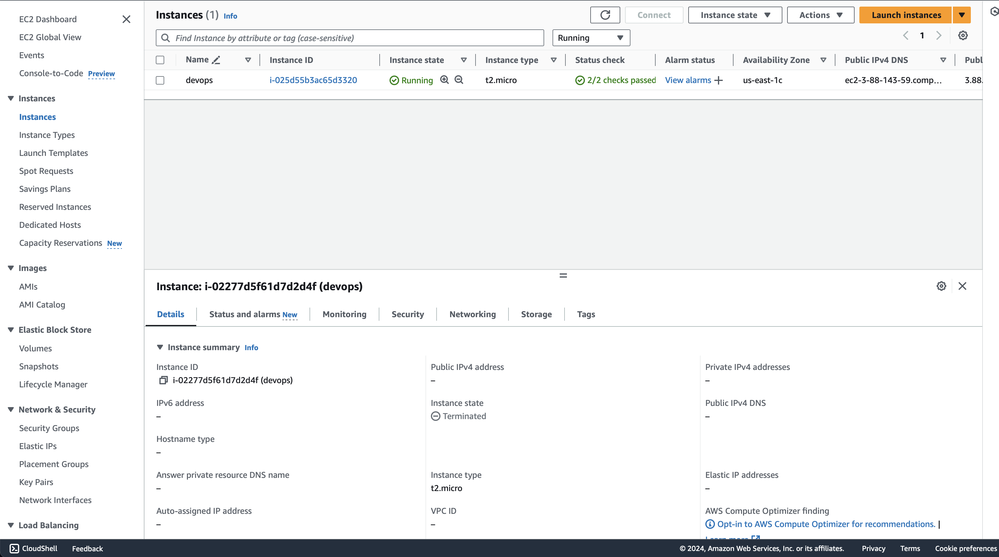 EC2 Dashboard
EC2 Global View
Events
Console-to-Code Preview
Instances
Instances
Instance Types
Launch Templates
Spot Requests
Savings Plans
Reserved Instances
Dedicated Hosts
Capacity Reservations New
Images
AMIs
AMI Catalog
Elastic Block Store
Volumes
Snapshots
Lifecycle Manager
Network & Security
Security Groups
Elastic IPs
Placement Groups
Key Pairs
Network Interfaces
Load Balancing
Instances (1) Info
Connect
Instance state
Actions
Launch instances
Find Instance by attribute or tag (case-sensitive)
Running
1
Name Instance ID Instance state Instance type Status check Alarm status Availability Zone Public IPv4 DNS Publ
devops i-025d55b3ac65d3320 Running t2.micro 2/2 checks passed View alarms + us-east-1c ec2-3-88-143-59.comp... 3.88.
Instance: i-02277d5f61d7d2d4f (devops)
Details Status and alarms New Monitoring Security Networking Storage Tags
Instance summary Info
Instance ID
i-02277d5f61d7d2d4f (devops)
Public IPv4 address
–
Private IPv4 addresses
–
IPv6 address
–
Instance state
Terminated
Public IPv4 DNS
–
Hostname type
–
Answer private resource DNS name
–
Instance type
t2.micro
Elastic IP addresses
–
Auto-assigned IP address
–
VPC ID
–
AWS Compute Optimizer finding
Opt-in to AWS Compute Optimizer for recommendations. |
Learn more
CloudShell Feedback © 2024, Amazon Web Services, Inc. or its affiliates. Privacy Terms Cookie preferences